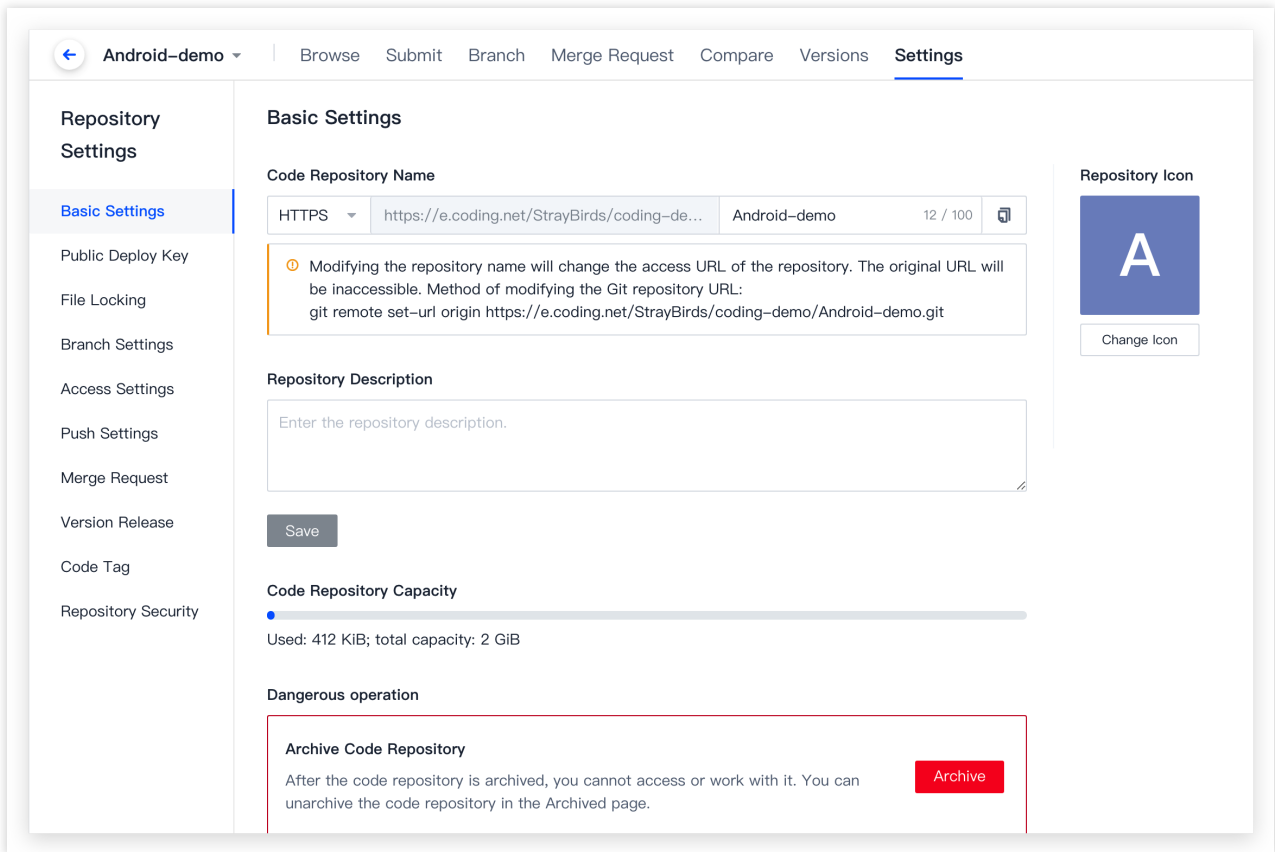 Android-demo
Browse
Submit
Branch
Merge Request
Compare
Versions
Settings
Repository
Settings
Basic Settings
Public Deploy Key
File Locking
Branch Settings
Access Settings
Push Settings
Merge Request
Version Release
Code Tag
Repository Security
Basic Settings
Code Repository Name
HTTPS
https://e.coding.net/StrayBirds/coding-de...
Android-demo
12 / 100
Modifying the repository name will change the access URL of the repository. The original URL will
be inaccessible. Method of modifying the Git repository URL:
git remote set-url origin https://e.coding.net/StrayBirds/coding-demo/Android-demo.git
Repository Description
Enter the repository description.
Save
Code Repository Capacity
Used: 412 KiB; total capacity: 2 GiB
Dangerous operation
Archive Code Repository
After the code repository is archived, you cannot access or work with it. You can
unarchive the code repository in the Archived page.
Archive
Repository Icon
A
Change Icon